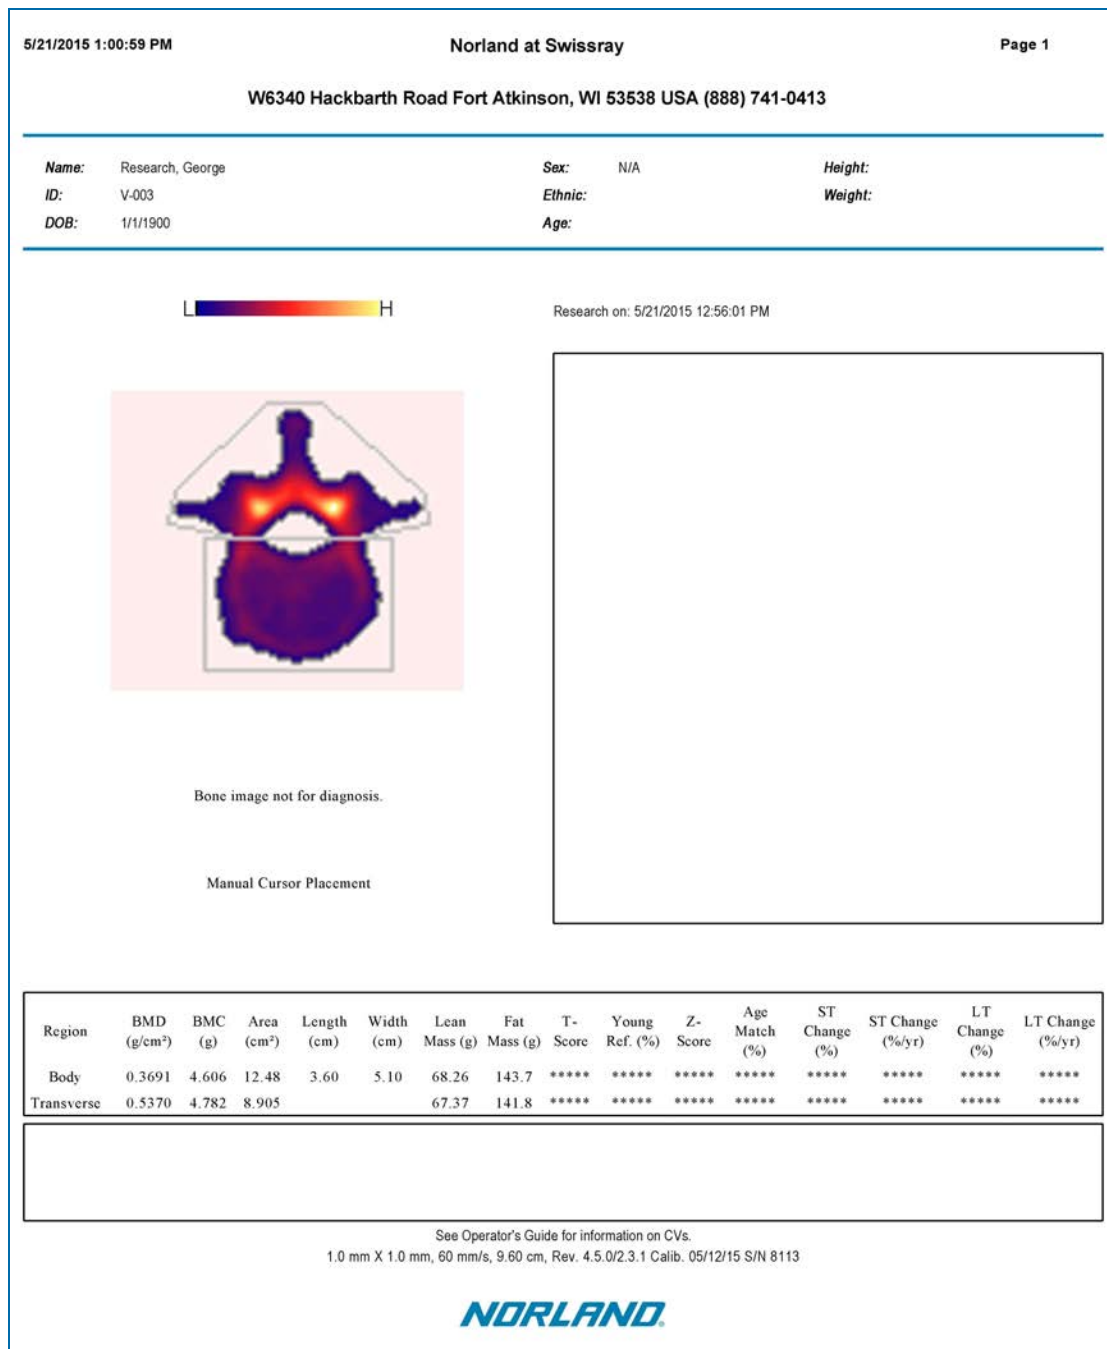 5/21/2015 1:00:59 PM Norland at Swissray Page 1
W6340 Hackbarth Road Fort Atkinson, WI 53538 USA (888) 741-0413
Name: Research, George Sex: N/A Height:
ID: V-003 Ethnic: Weight:
DOB: 1/1/1900 Age:
L H
Research on: 5/21/2015 12:56:01 PM
Bone image not for diagnosis.
Manual Cursor Placement
Region BMD (g/cm²) BMC (g) Area (cm²) Length (cm) Width (cm) Lean Mass (g) Fat Mass (g) T-Score Young Ref. (%) Z-Score Age Match (%) ST Change (%) ST Change (%/yr) LT Change (%) LT Change (%/yr)
Body 0.3691 4.606 12.48 3.60 5.10 68.26 143.7 ***** ***** ***** ***** ***** ***** ***** *****
Transverse 0.5370 4.782 8.905 67.37 141.8 ***** ***** ***** ***** ***** ***** ***** *****
See Operator's Guide for information on CVs.
1.0 mm X 1.0 mm, 60 mm/s, 9.60 cm, Rev. 4.5.0/2.3.1 Calib. 05/12/15 S/N 8113
NORLAND®